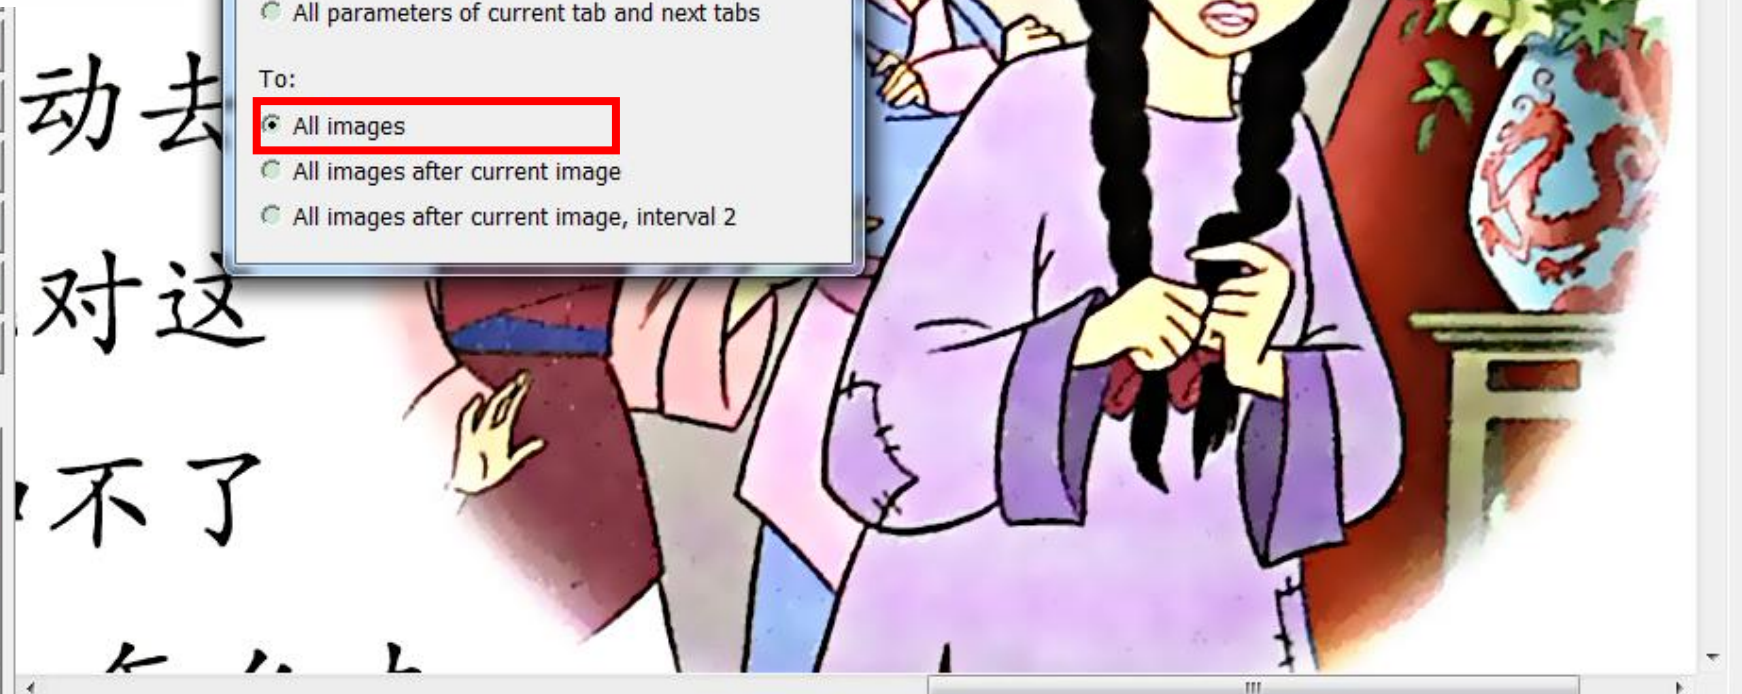 All parameters of current tab and next tabs
To:
All images
All images after current image
All images after current image, interval 2
动去
对这
不了